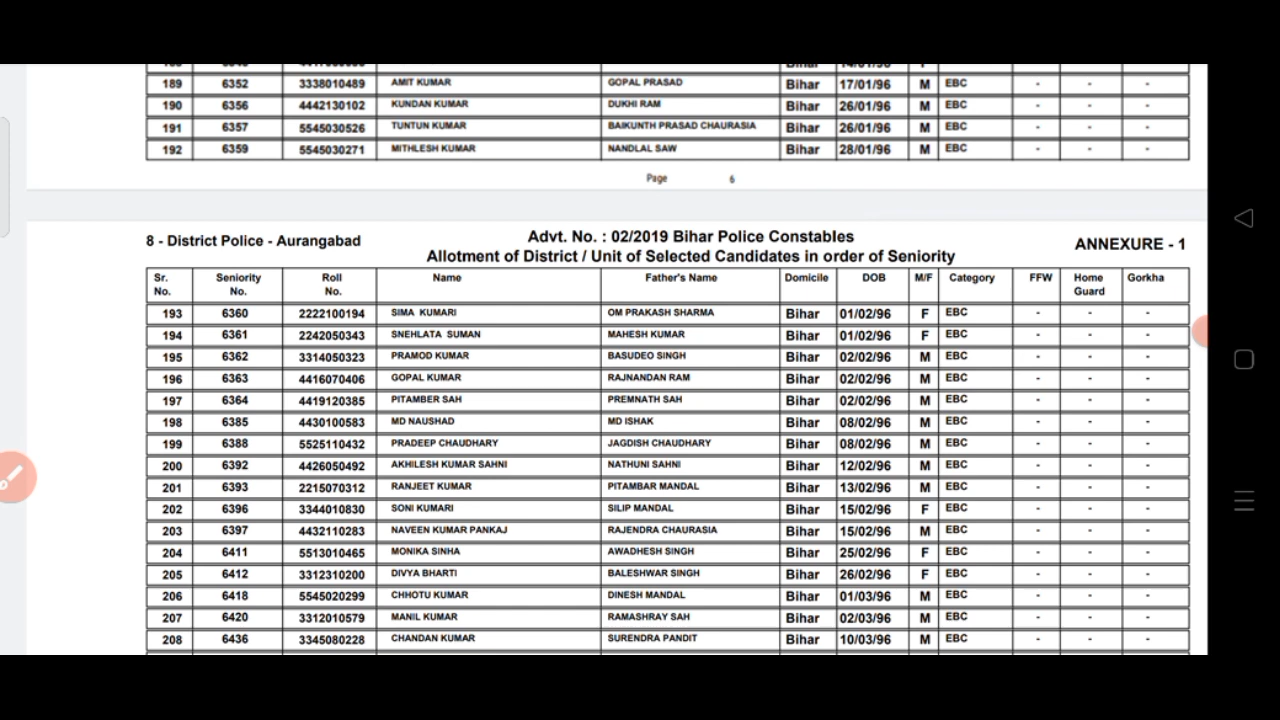 189 6352 3338010489 AMIT KUMAR GOPAL PRASAD Bihar 17/01/96 M EBC - - -
190 6356 4442130102 KUNDAN KUMAR DUKHI RAM Bihar 26/01/96 M EBC - - -
191 6357 5545030526 TUNTUN KUMAR BAIKUNTH PRASAD CHAURASIA Bihar 26/01/96 M EBC - - -
192 6359 5545030271 MITHLESH KUMAR NANDLAL SAW Bihar 28/01/96 M EBC - - -
Page 6
8 - District Police - Aurangabad
Advt. No. : 02/2019 Bihar Police Constables
Allotment of District / Unit of Selected Candidates in order of Seniority
ANNEXURE - 1
Sr. No. Seniority No. Roll No. Name Father's Name Domicile DOB M/F Category FFW Home Guard Gorkha
193 6360 2222100194 SIMA KUMARI OM PRAKASH SHARMA Bihar 01/02/96 F EBC - - -
194 6361 2242050343 SNEHLATA SUMAN MAHESH KUMAR Bihar 01/02/96 F EBC - - -
195 6362 3314050323 PRAMOD KUMAR BASUDEO SINGH Bihar 02/02/96 M EBC - - -
196 6363 4416070406 GOPAL KUMAR RAJNANDAN RAM Bihar 02/02/96 M EBC - - -
197 6364 4419120385 PITAMBER SAH PREMNATH SAH Bihar 02/02/96 M EBC - - -
198 6385 4430100583 MD NAUSHAD MD ISHAK Bihar 08/02/96 M EBC - - -
199 6388 5525110432 PRADEEP CHAUDHARY JAGDISH CHAUDHARY Bihar 08/02/96 M EBC - - -
200 6392 4426050492 AKHILESH KUMAR SAHNI NATHUNI SAHNI Bihar 12/02/96 M EBC - - -
201 6393 2215070312 RANJEET KUMAR PITAMBAR MANDAL Bihar 13/02/96 M EBC - - -
202 6396 3344010830 SONI KUMARI SILIP MANDAL Bihar 15/02/96 F EBC - - -
203 6397 4432110283 NAVEEN KUMAR PANKAJ RAJENDRA CHAURASIA Bihar 15/02/96 M EBC - - -
204 6411 5513010465 MONIKA SINHA AWADHESH SINGH Bihar 25/02/96 F EBC - - -
205 6412 3312310200 DIVYA BHARTI BALESHWAR SINGH Bihar 26/02/96 F EBC - - -
206 6418 5545020299 CHHOTU KUMAR DINESH MANDAL Bihar 01/03/96 M EBC - - -
207 6420 3312010579 MANIL KUMAR RAMASHRAY SAH Bihar 02/03/96 M EBC - - -
208 6436 3345080228 CHANDAN KUMAR SURENDRA PANDIT Bihar 10/03/96 M EBC - - -